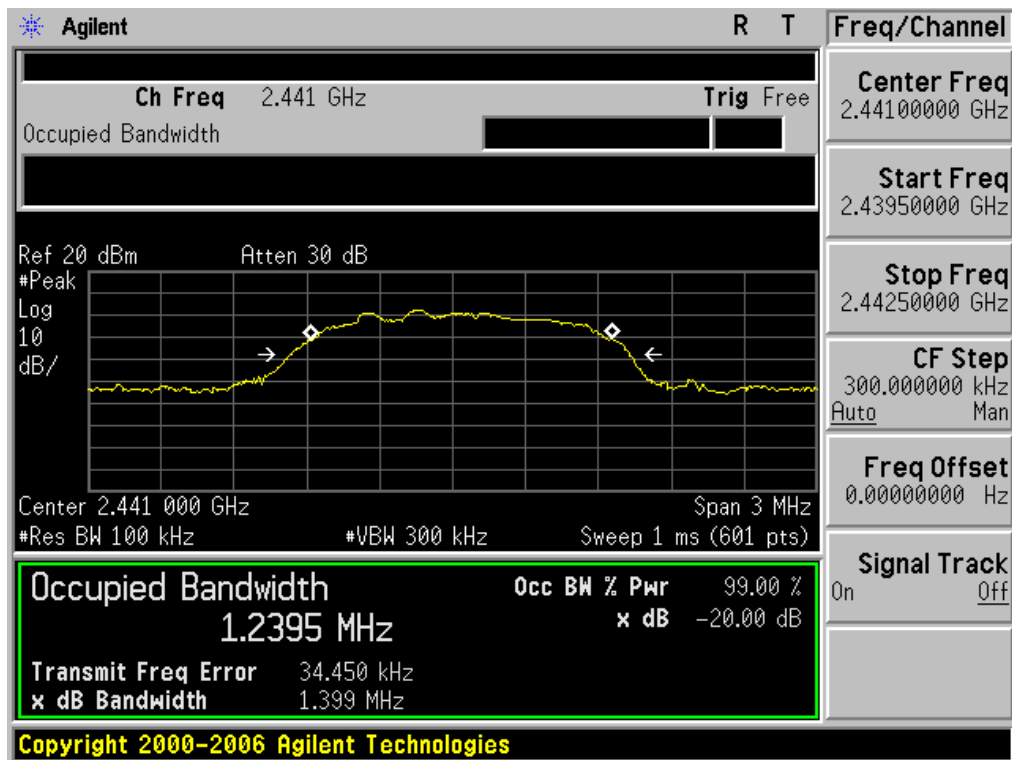 Agilent R T
Freq/Channel
Ch Freq 2.441 GHz Trig Free
Occupied Bandwidth
Center Freq
2.44100000 GHz
Start Freq
2.43950000 GHz
Stop Freq
2.44250000 GHz
CF Step
300.000000 kHz
Auto Man
Freq Offset
0.00000000 Hz
Signal Track
On Off
Ref 20 dBm Atten 30 dB
#Peak
Log
10
dB/
Center 2.441 000 GHz Span 3 MHz
#Res BW 100 kHz #VBW 300 kHz Sweep 1 ms (601 pts)
Occupied Bandwidth
1.2395 MHz
Occ BW % Pwr 99.00 %
x dB -20.00 dB
Transmit Freq Error 34.450 kHz
x dB Bandwidth 1.399 MHz
Copyright 2000-2006 Agilent Technologies